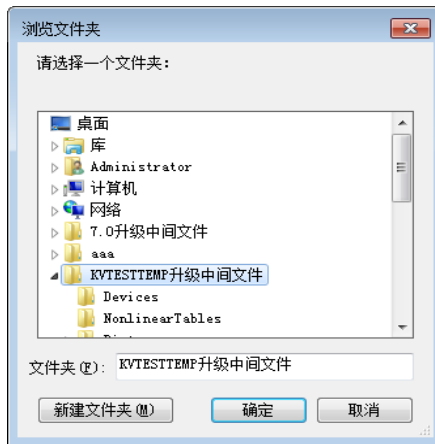 浏览文件夹
请选择一个文件夹：
桌面
库
Administrator
计算机
网络
7.0升级中间文件
aaa
KVTESTTEMP升级中间文件
Devices
NonlinearTables
文件夹(F): KVTESTTEMP升级中间文件
新建文件夹(M) 确定 取消